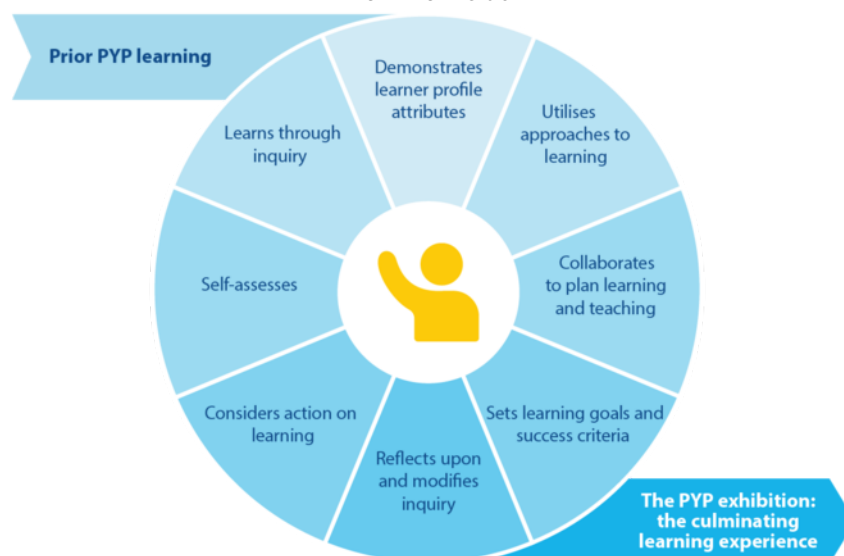 Prior PYP learning
Demonstrates
learner profile
attributes
Utilises
approaches to
learning
Collaborates
to plan learning
and teaching
Sets learning goals and
success criteria
Reflects upon
and modifies
inquiry
Considers action on
learning
Self-assesses
Learns through
inquiry
The PYP exhibition:
the culminating
learning experience